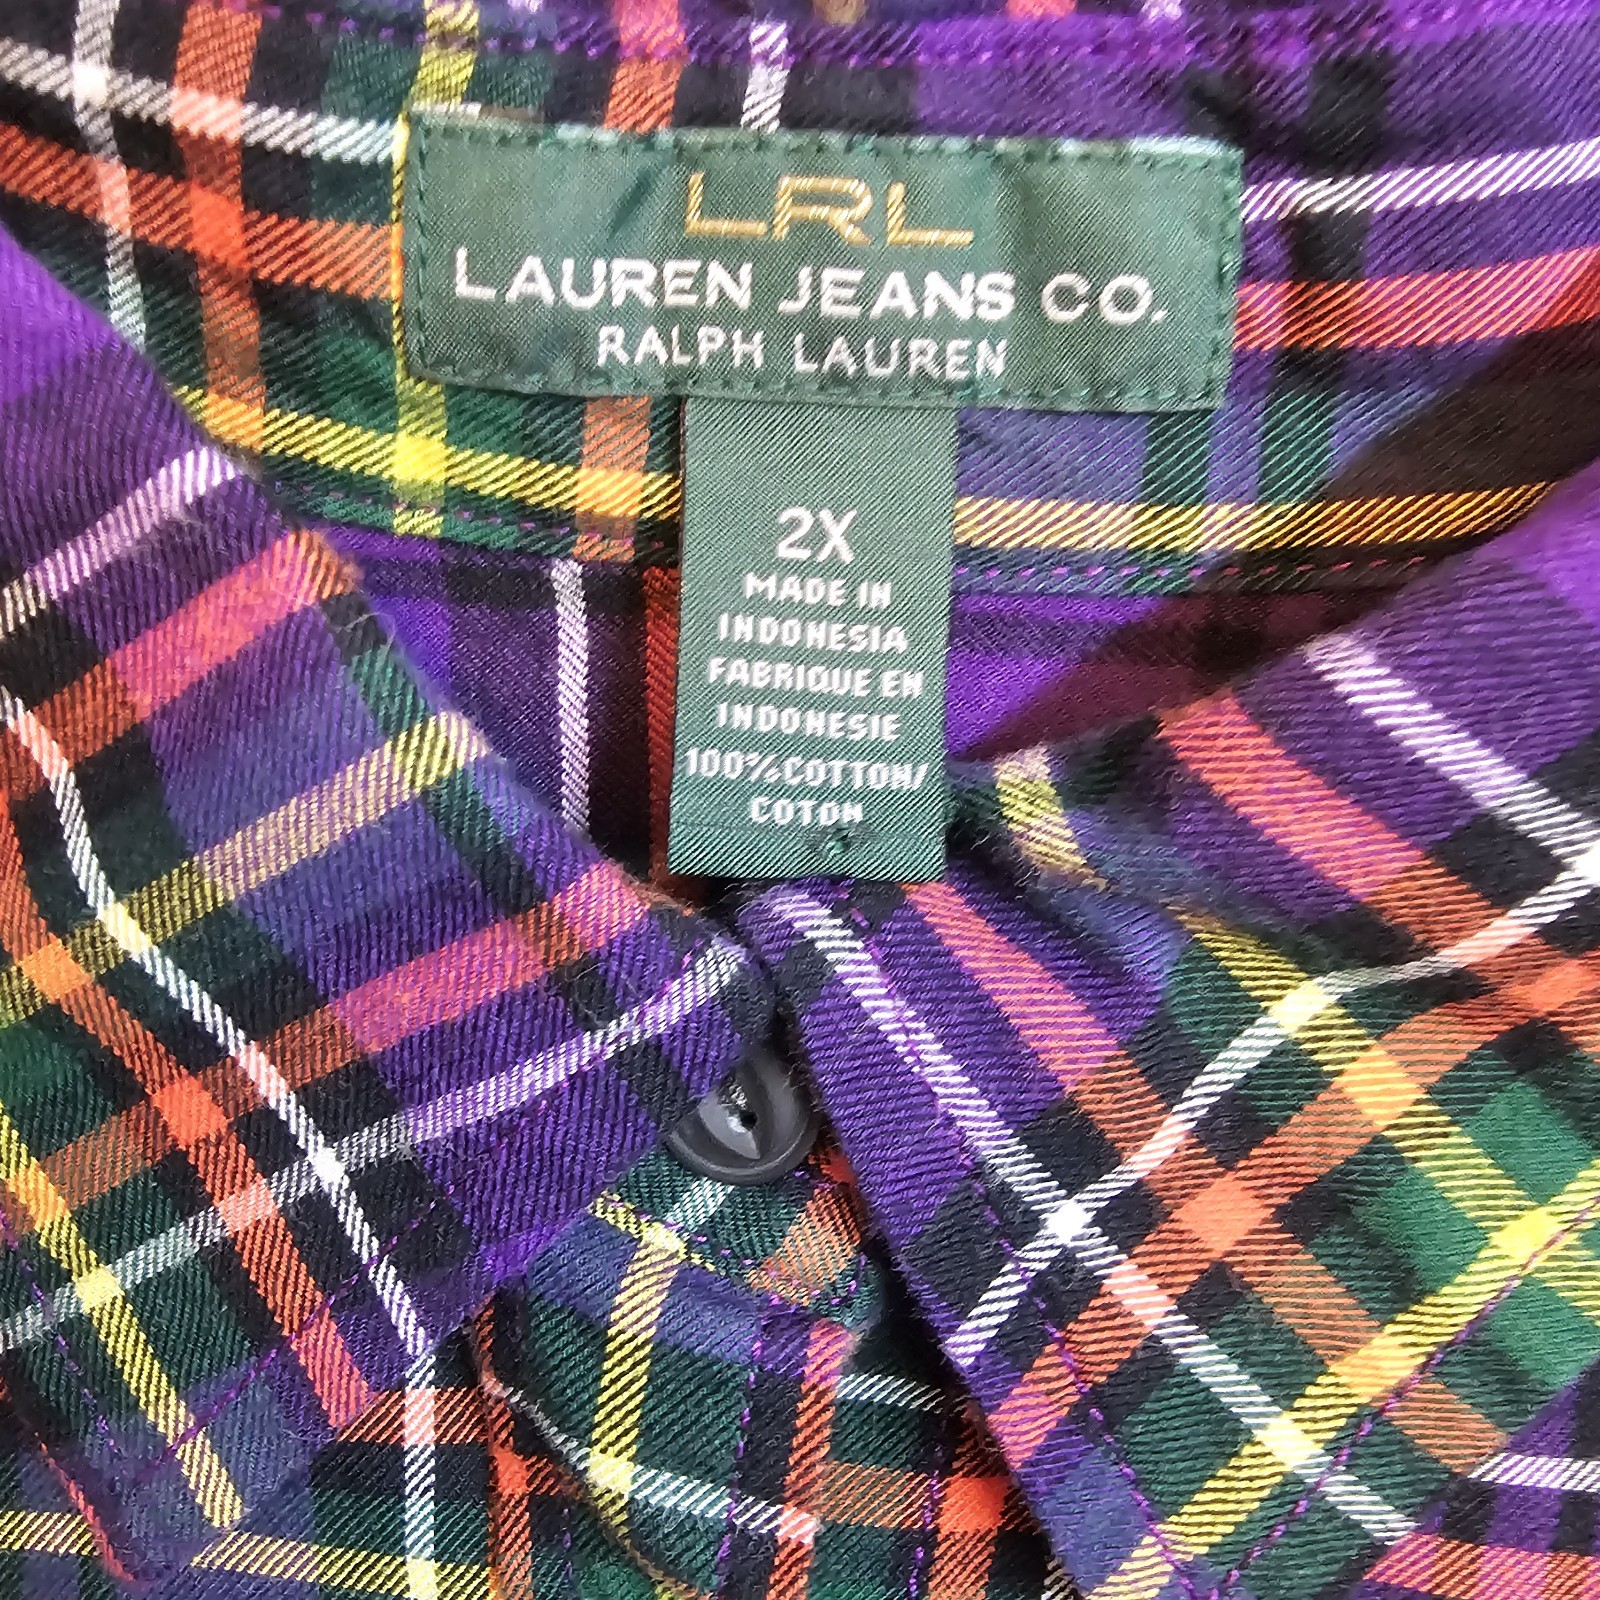 LRL
LAUREN JEANS CO.
RALPH LAUREN
2X
MADE IN
INDONESIA
FABRIQUE EN
INDONESIE
100%COTTON/
COTON